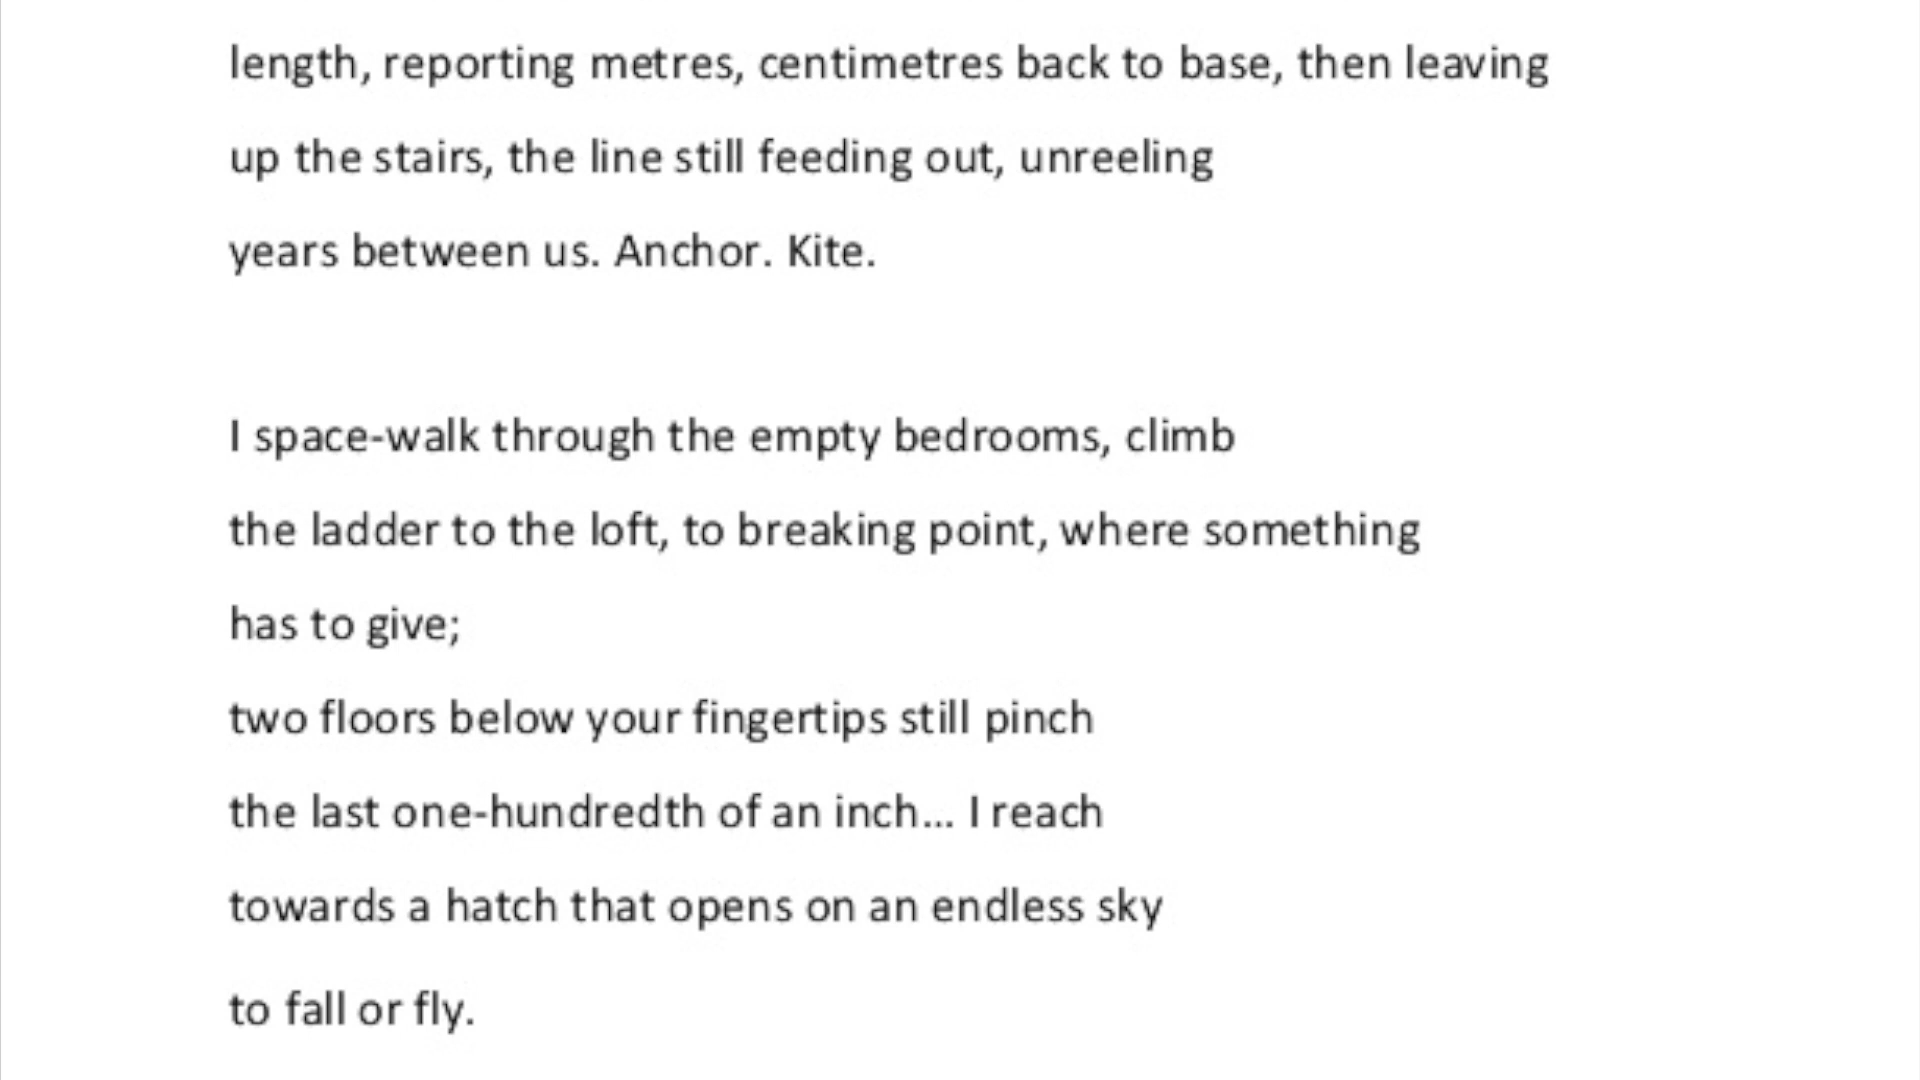 length, reporting metres, centimetres back to base, then leaving
up the stairs, the line still feeding out, unreeling
years between us. Anchor. Kite.
I space-walk through the empty bedrooms, climb
the ladder to the loft, to breaking point, where something
has to give;
two floors below your fingertips still pinch
the last one-hundredth of an inch... I reach
towards a hatch that opens on an endless sky
to fall or fly.